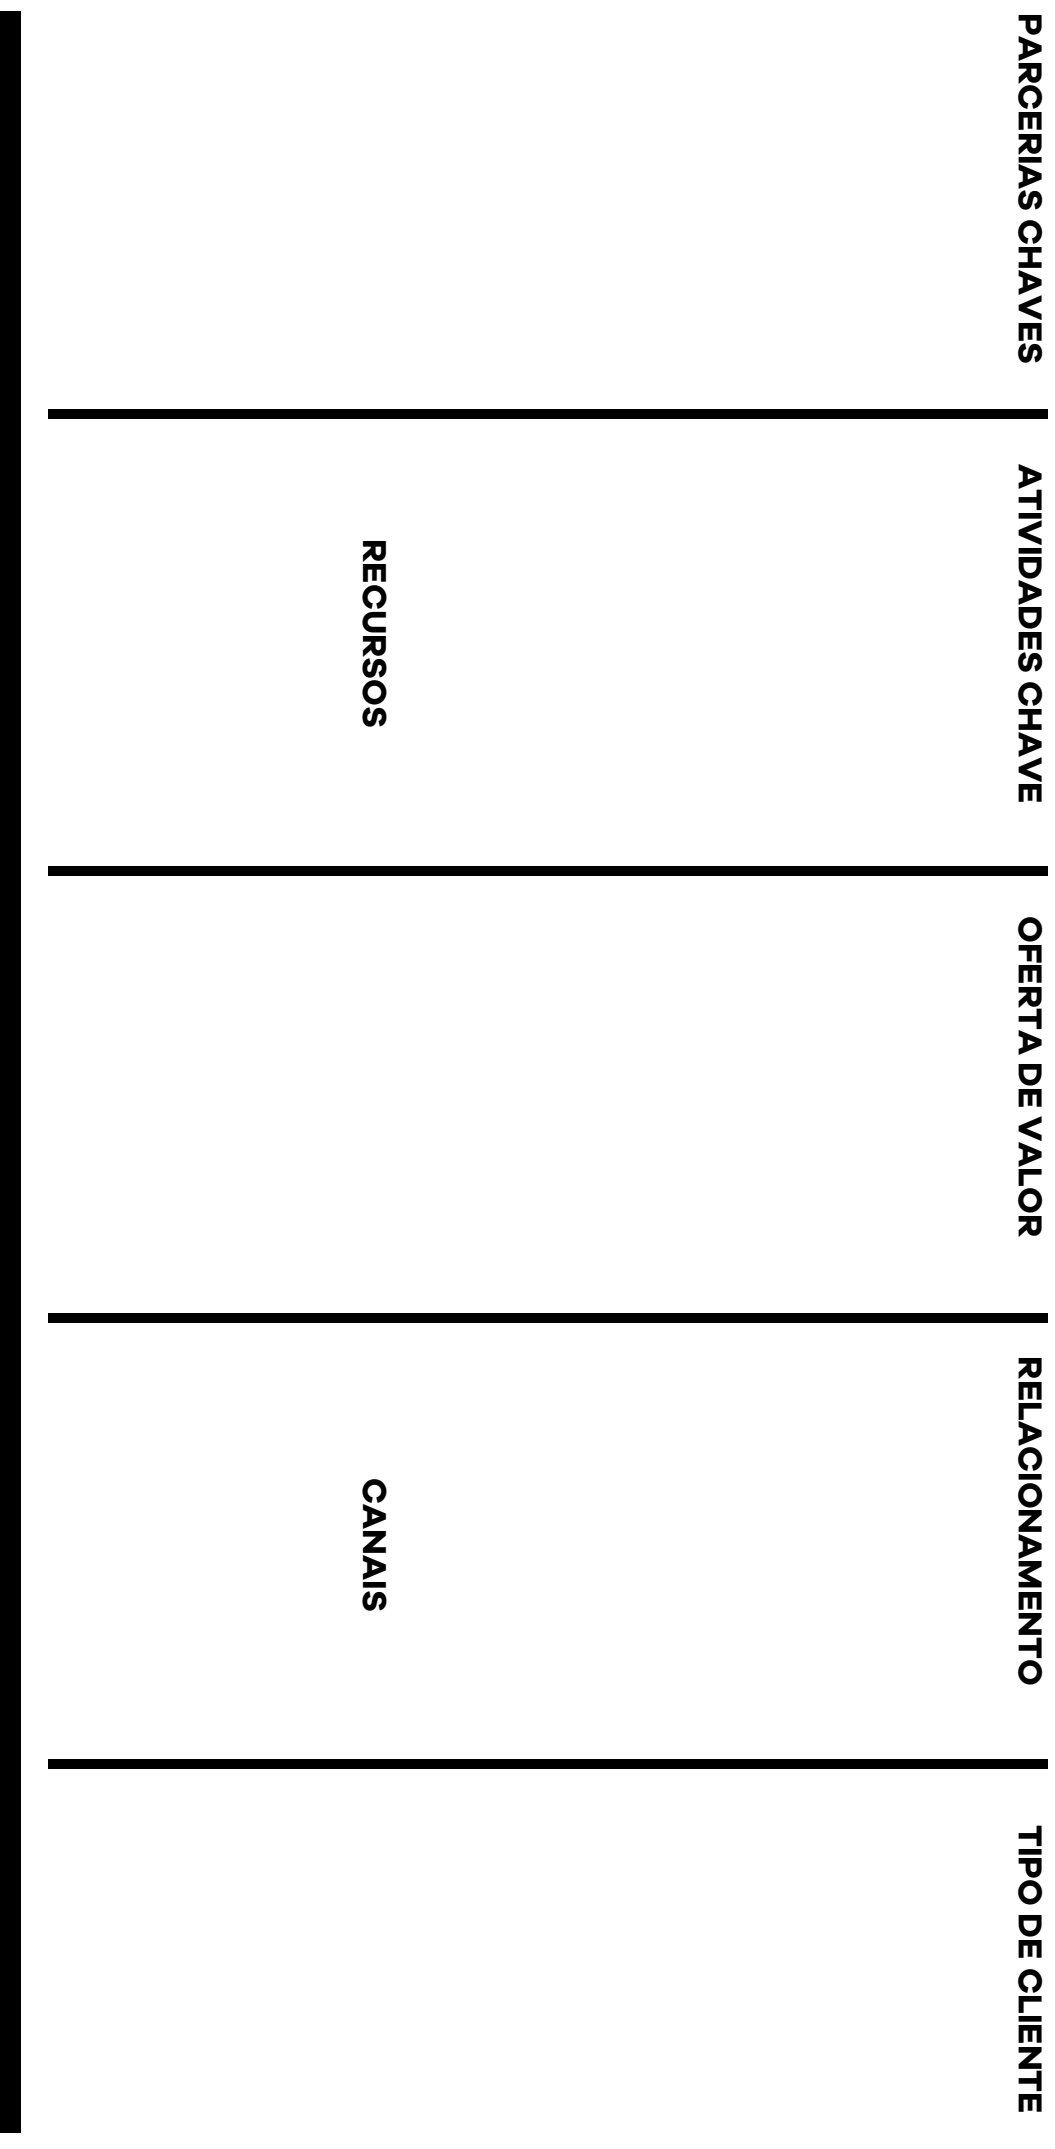 PARCERIAS CHAVES
ATIVIDADES CHAVE
OFERTA DE VALOR
RELACIONAMENTO
TIPO DE CLIENTE
RECURSOS
CANAIS